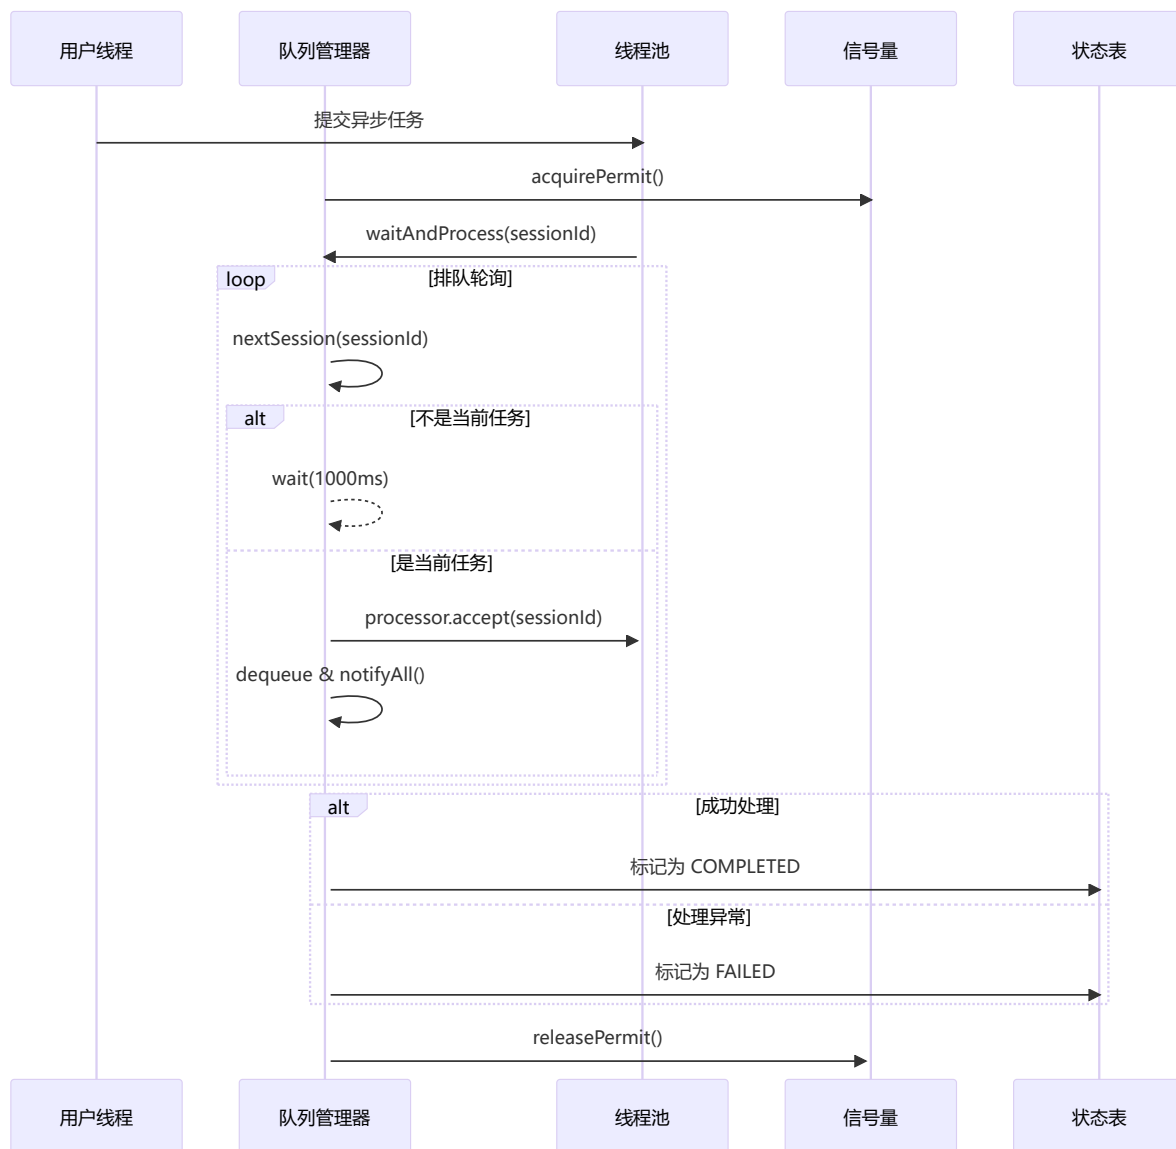 用户线程
队列管理器
线程池
信号量
状态表
提交异步任务
acquirePermit()
waitAndProcess(sessionId)
loop
[排队轮询]
nextSession(sessionId)
alt
[不是当前任务]
wait(1000ms)
[是当前任务]
processor.accept(sessionId)
dequeue & notifyAll()
alt
[成功处理]
标记为 COMPLETED
[处理异常]
标记为 FAILED
releasePermit()
用户线程
队列管理器
线程池
信号量
状态表